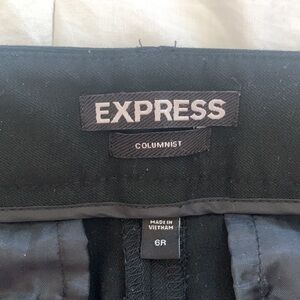 EXPRESS
COLUMNIST
MADE IN
VIETNAM
6R